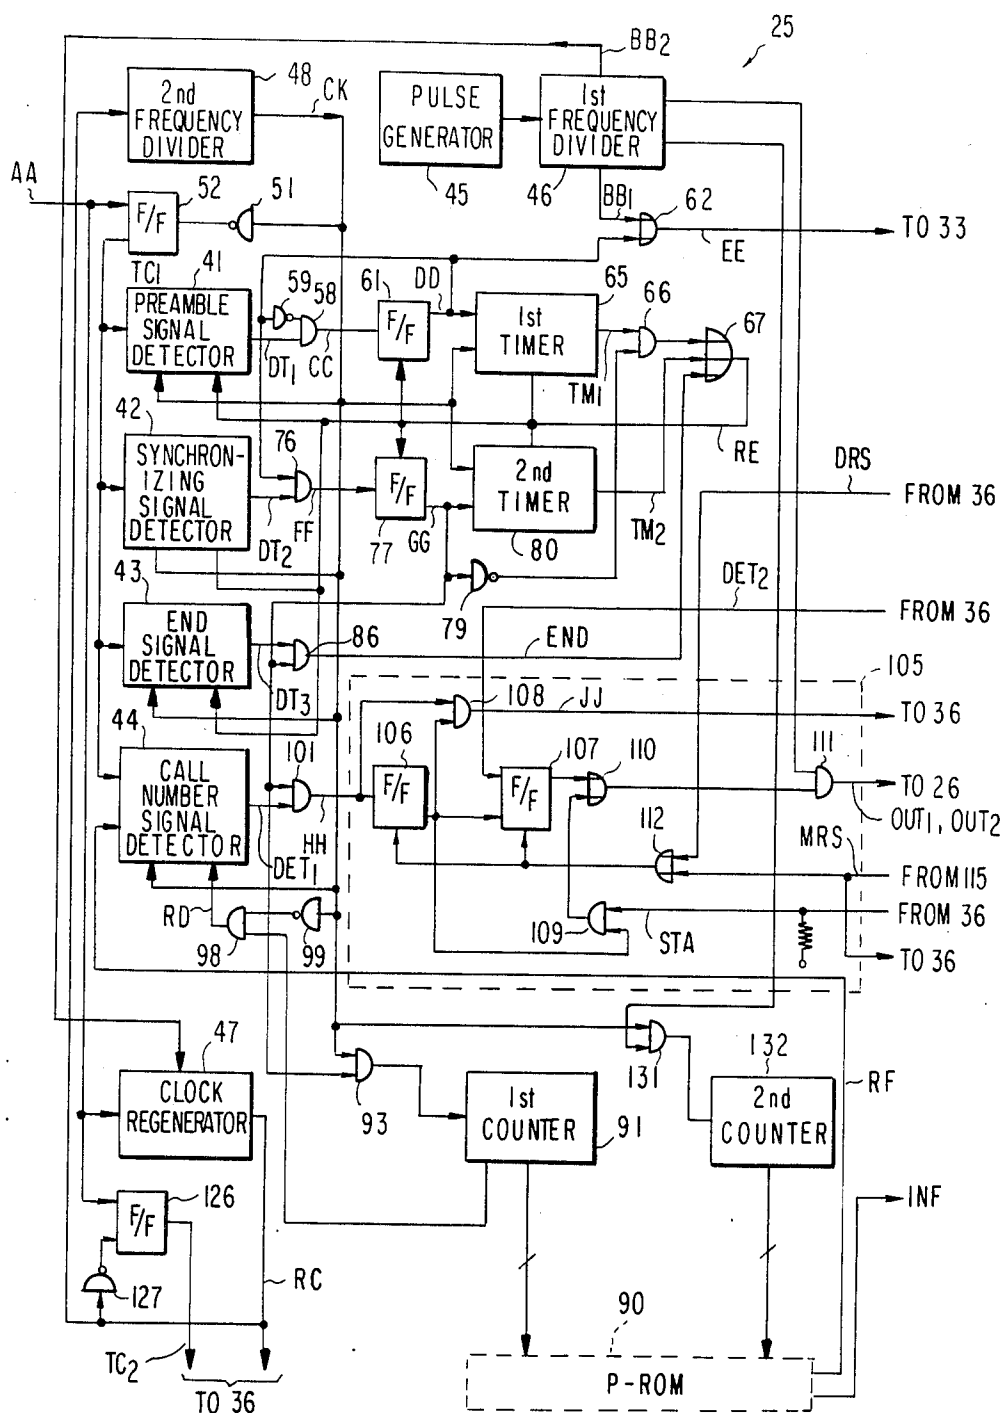 25
BB2
48
2nd
FREQUENCY
DIVIDER
CK
PULSE
GENERATOR
45
1st
FREQUENCY
DIVIDER
46
BB1
62
EE
TO 33
AA
F/F
52
51
TC1
41
PREAMBLE
SIGNAL
DETECTOR
59
58
DT1
CC
61
F/F
DD
65
1st
TIMER
66
67
TM1
RE
42
SYNCHRON-
IZING
SIGNAL
DETECTOR
76
DT2
FF
F/F
77
GG
2nd
TIMER
80
TM2
DRS
FROM 36
DET2
FROM 36
79
43
END
SIGNAL
DETECTOR
86
DT3
END
105
108
JJ
TO 36
44
CALL
NUMBER
SIGNAL
DETECTOR
101
HH
DET1
106
F/F
107
F/F
110
111
TO 26
OUT1, OUT2
112
MRS
FROM 115
FROM 36
109
STA
TO 36
RD
98
99
47
CLOCK
REGENERATOR
93
1st
COUNTER
91
131
132
2nd
COUNTER
RF
126
F/F
127
RC
INF
TC2
TO 36
90
P-ROM